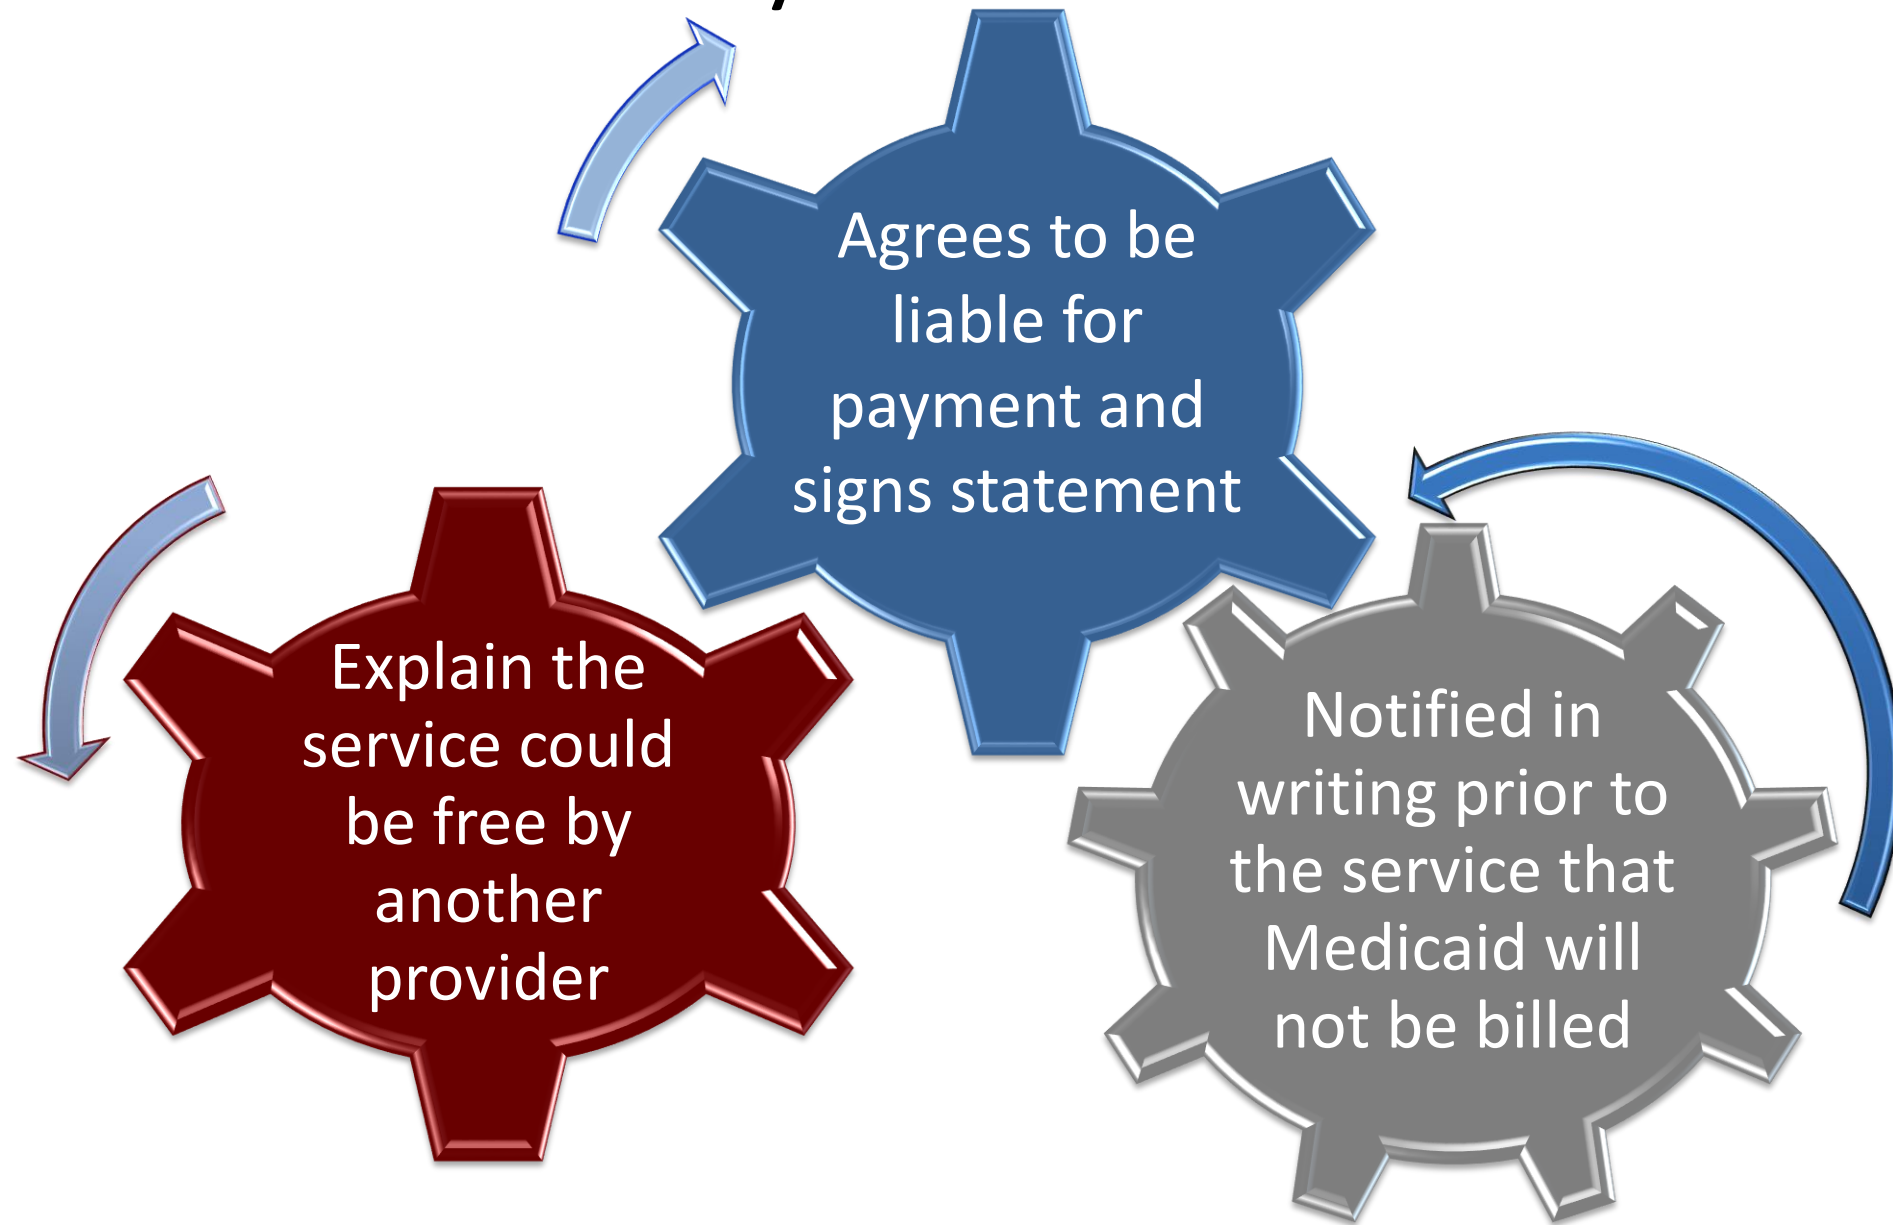 Agrees to be
liable for
payment and
signs statement
Explain the
service could
be free by
another
provider
Notified in
writing prior to
the service that
Medicaid will
not be billed